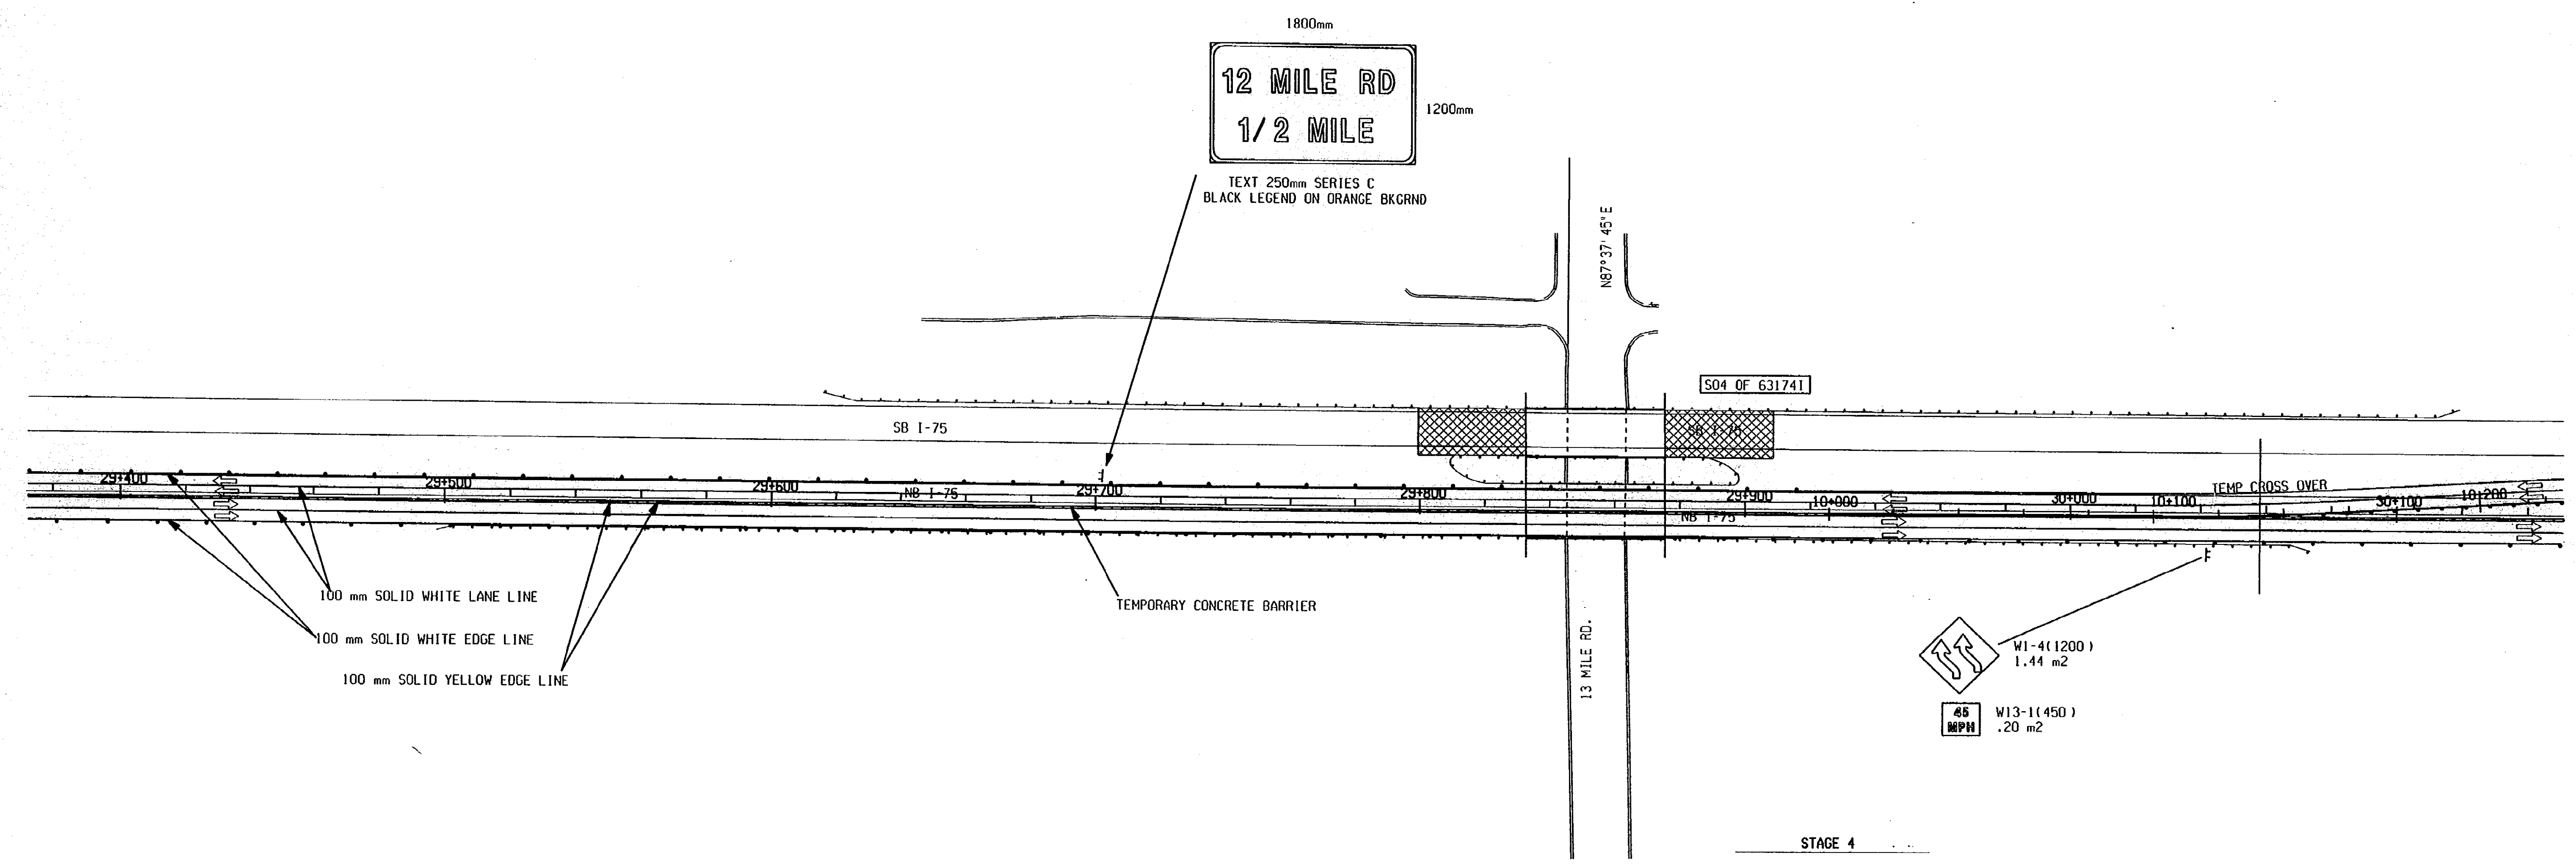 1800mm
12 MILE RD
1/2 MILE
1200mm
TEXT 250mm SERIES C
BLACK LEGEND ON ORANGE BKGRND
N87°37'45"E
S04 OF 63174I
SB I-75
SB I-75
29+400
29+500
29+600
NB I-75
29+700
29+800
29+900
10+000
30+000
10+100
TEMP CROSS OVER
30+100
10+200
NB I-75
100 mm SOLID WHITE LANE LINE
100 mm SOLID WHITE EDGE LINE
100 mm SOLID YELLOW EDGE LINE
TEMPORARY CONCRETE BARRIER
13 MILE RD.
W1-4(1200)
1.44 m2
45
MPH
W13-1(450)
.20 m2
STAGE 4